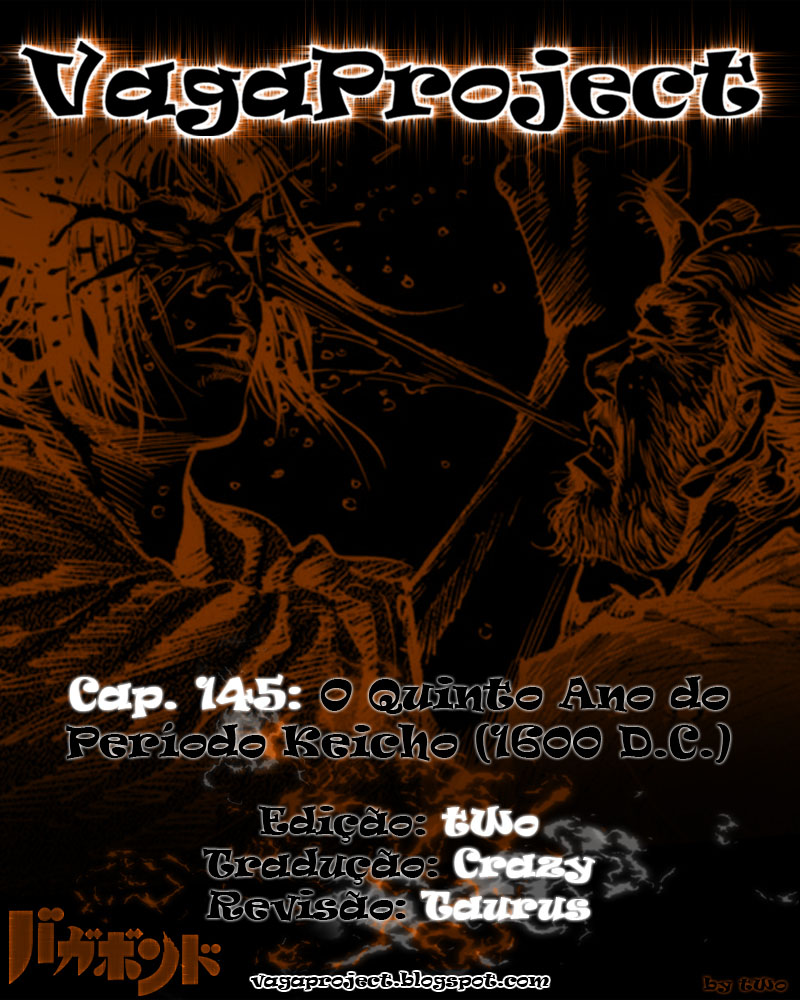 VagaProject
Cap. 145: O Quinto Ano do
Período Keicho (1600 D.C.)
Edição: tWo
Tradução: Crazy
Revisão: Taurus
バガボンド
vagaproject.blogspot.com
by tWo